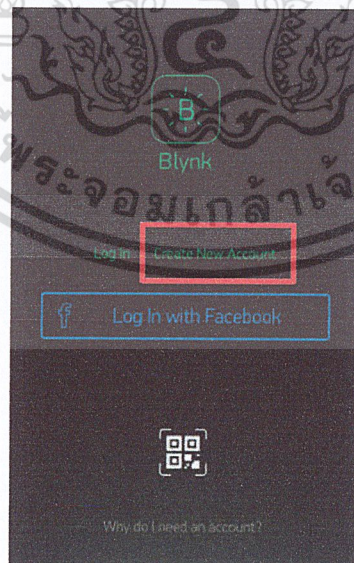 B
Blynk
พระจอมเกล้าเจ้
Log In Create New Account
f Log In with Facebook
Why do I need an account?